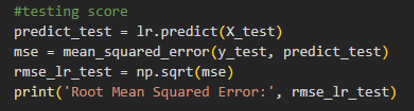 #testing score
predict_test = lr.predict(X_test)
mse = mean_squared_error(y_test, predict_test)
rmse_lr_test = np.sqrt(mse)
print('Root Mean Squared Error:', rmse_lr_test)